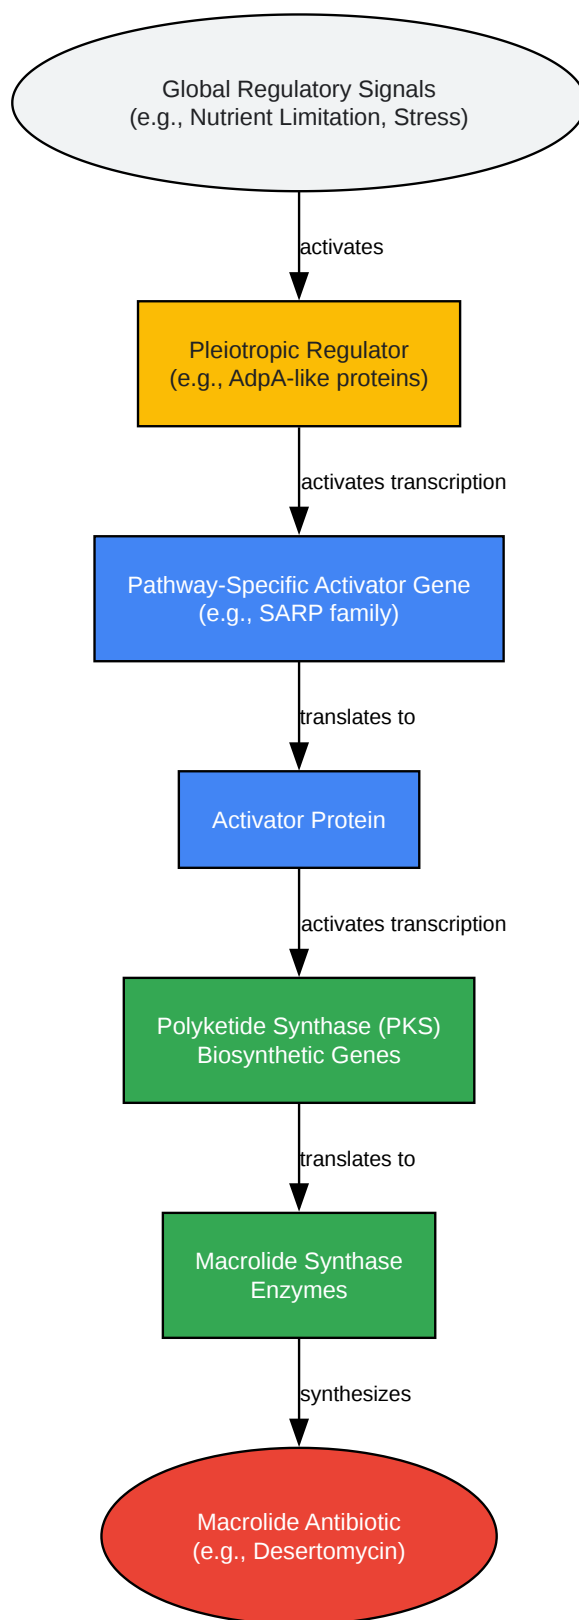 Global Regulatory Signals
(e.g., Nutrient Limitation, Stress)
activates
Pleiotropic Regulator
(e.g., AdpA-like proteins)
activates transcription
Pathway-Specific Activator Gene
(e.g., SARP family)
translates to
Activator Protein
activates transcription
Polyketide Synthase (PKS)
Biosynthetic Genes
translates to
Macrolide Synthase
Enzymes
synthesizes
Macrolide Antibiotic
(e.g., Desertomycin)